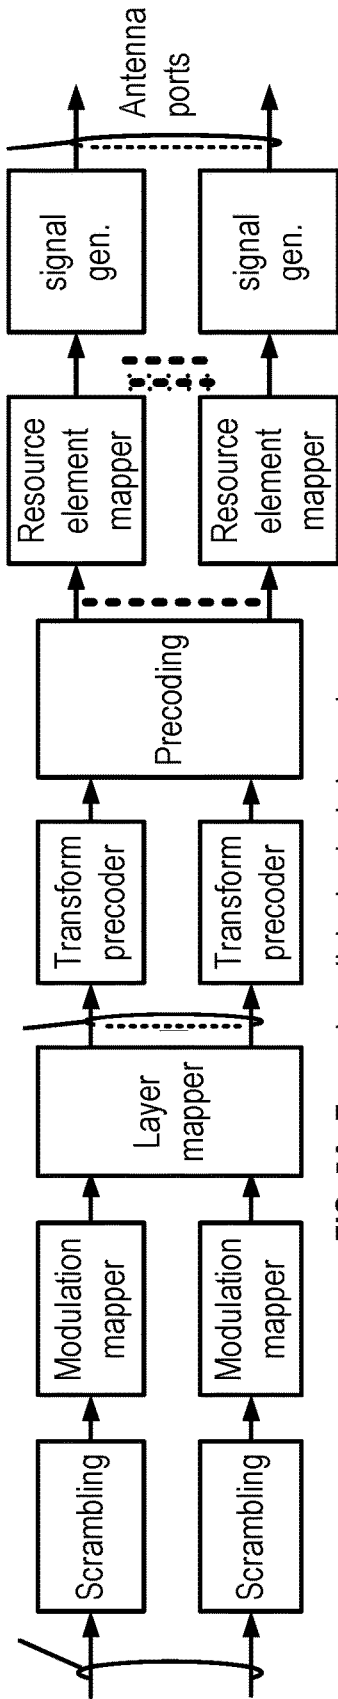 Scrambling
Scrambling
Modulation
mapper
Modulation
mapper
Layer
mapper
Transform
precoder
Transform
precoder
Precoding
Resource
element
mapper
Resource
element
mapper
signal
gen.
signal
gen.
Antenna
ports